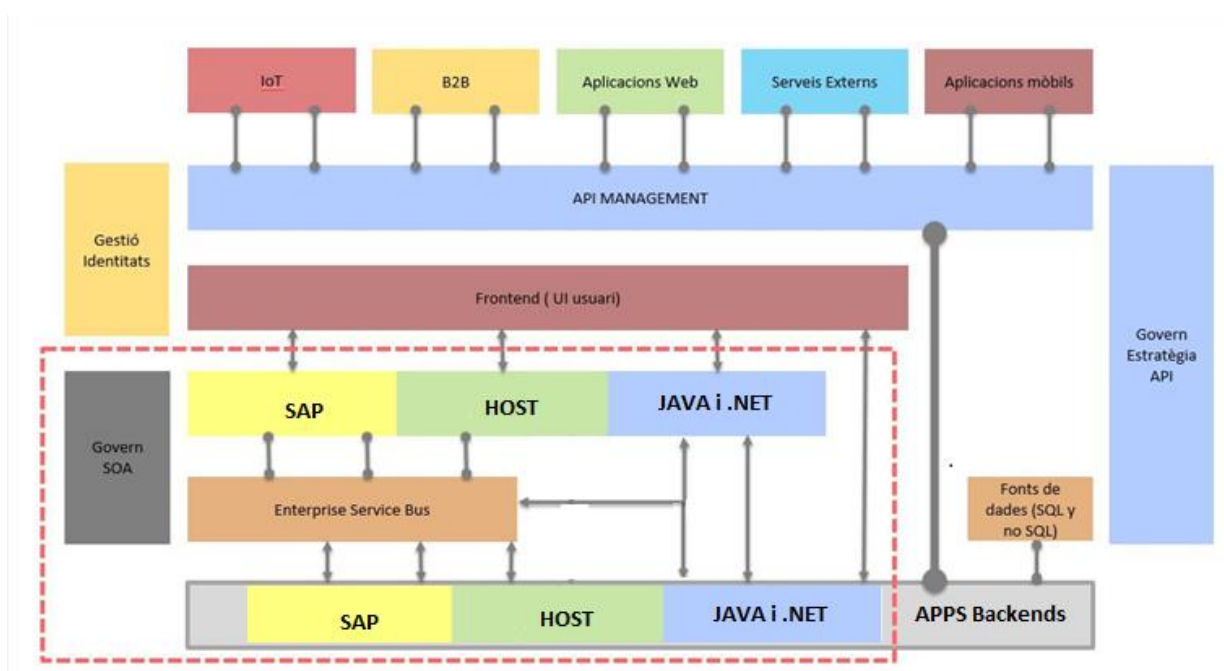 IoT
B2B
Aplicacions Web
Serveis Externs
Aplicacions mòbils
API MANAGEMENT
Gestió
Identitats
Frontend ( UI usuari)
Govern
Estratègia
API
SAP
HOST
JAVA i .NET
Govern
SOA
Enterprise Service Bus
Fonts de
dades (SQL y
no SQL)
SAP
HOST
JAVA i .NET
APPS Backends